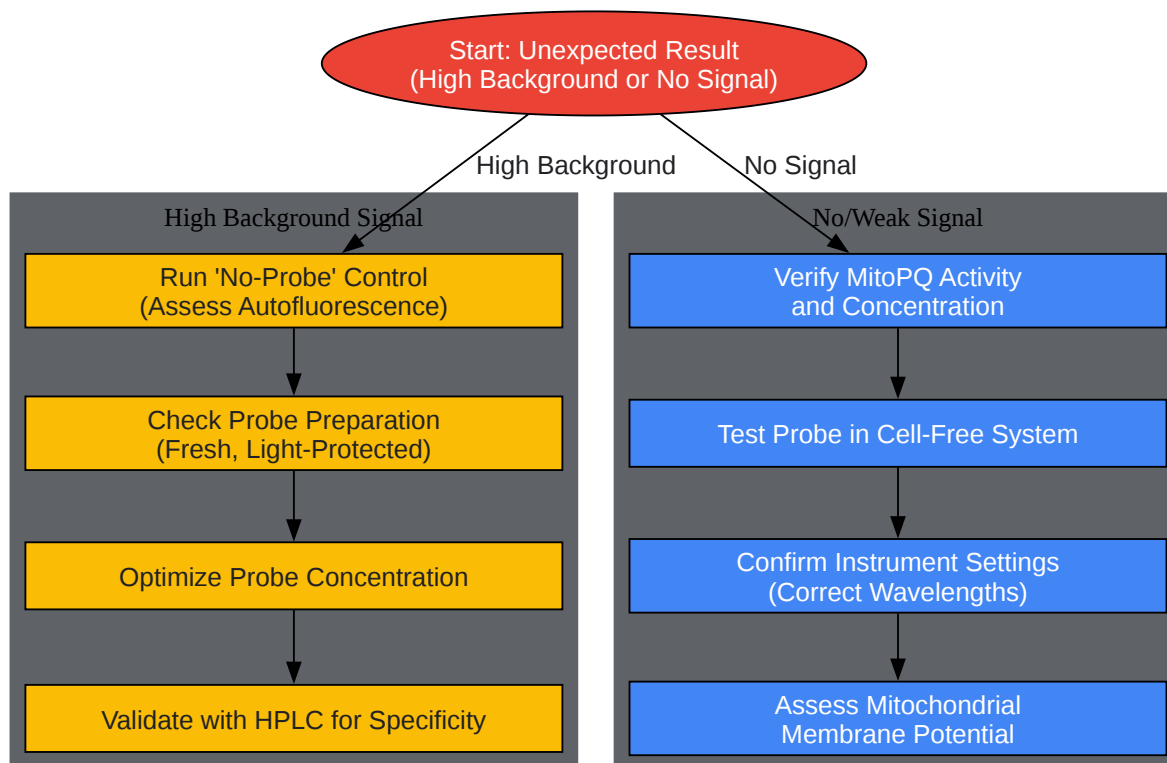 Start: Unexpected Result
(High Background or No Signal)
High Background
No Signal
High Background Signal
Run 'No-Probe' Control
(Assess Autofluorescence)
Check Probe Preparation
(Fresh, Light-Protected)
Optimize Probe Concentration
Validate with HPLC for Specificity
No/Weak Signal
Verify MitoPQ Activity
and Concentration
Test Probe in Cell-Free System
Confirm Instrument Settings
(Correct Wavelengths)
Assess Mitochondrial
Membrane Potential